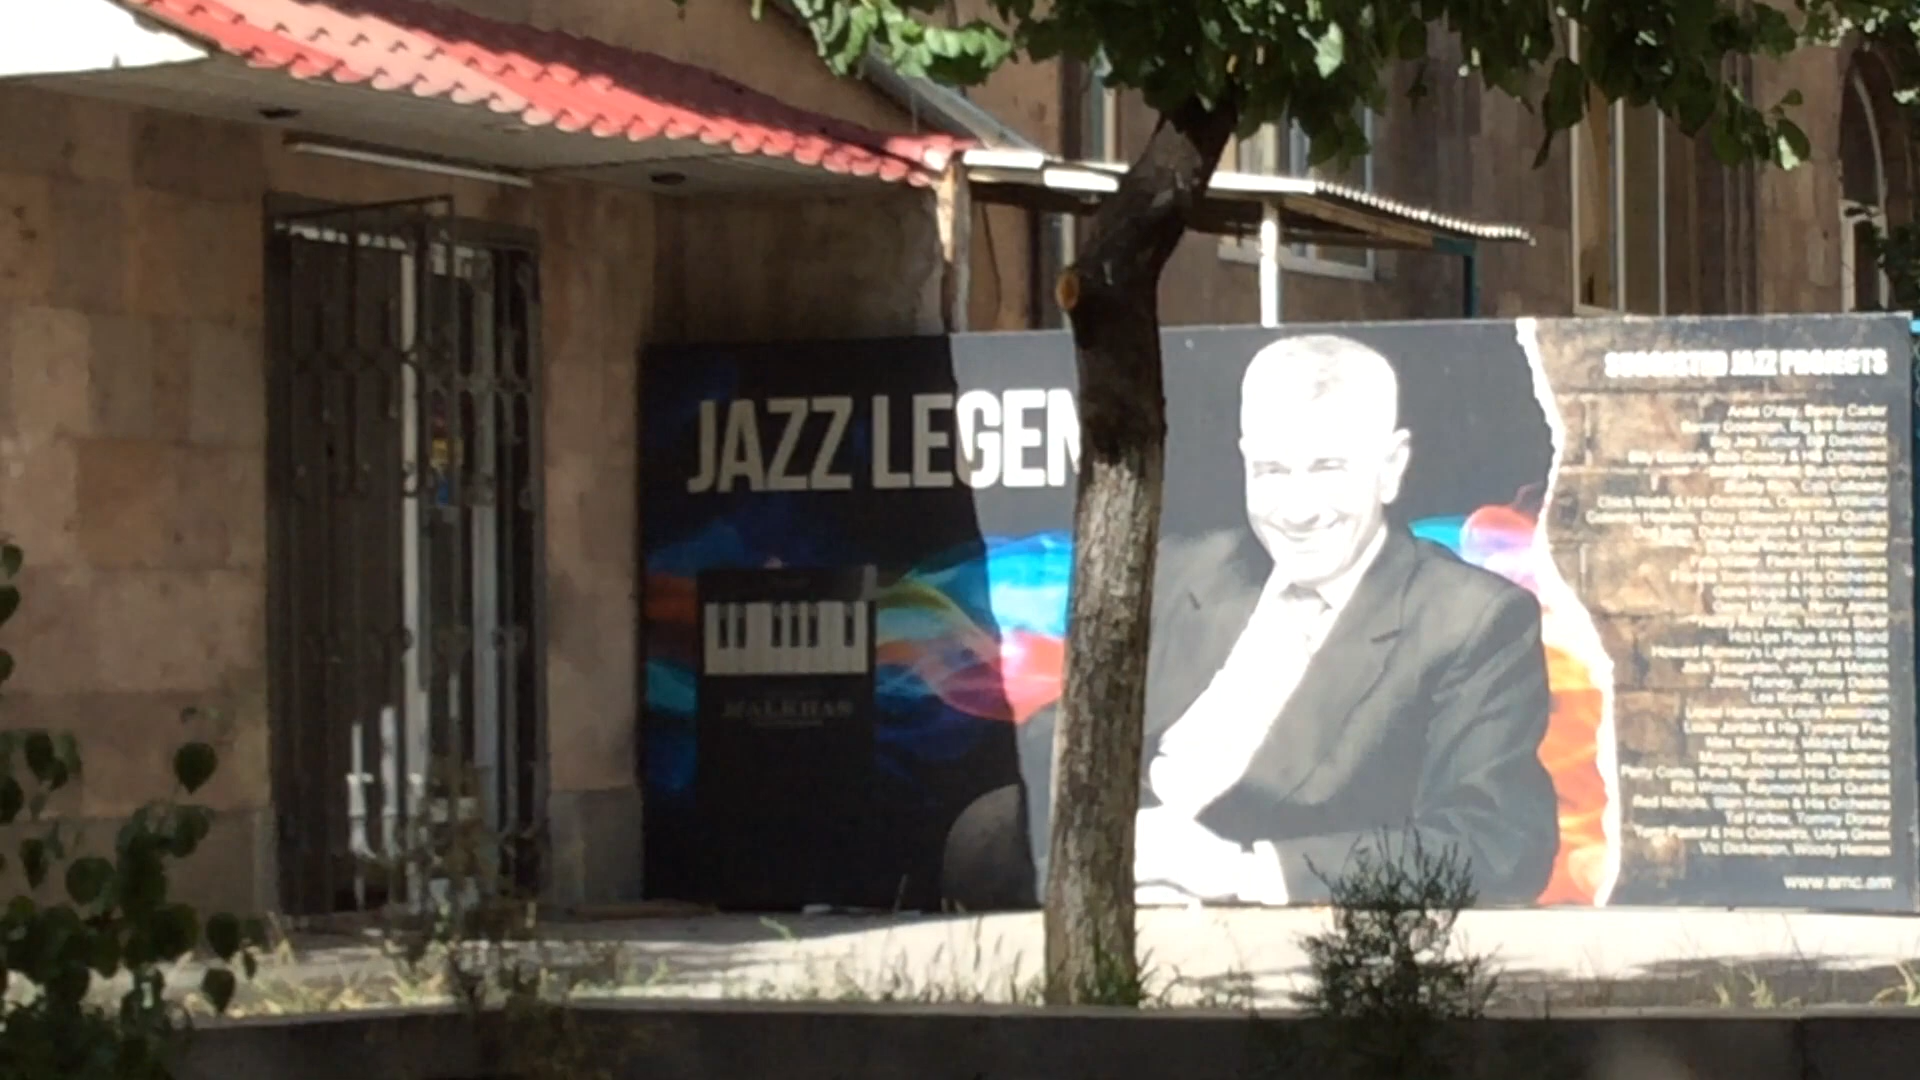 JAZZ LEGEN
MALKHAS
SUGGESTED JAZZ PROJECTS
Anita O'day, Benny Carter
Benny Goodman, Big Bill Broonzy
Big Joe Turner, Bill Davidson
Bob Crosby & His Orchestra
Buck Clayton
Buddy Rich, Cab Calloway
Chick Webb & His Orchestra, Clarence Williams
Coleman Hawkins, Dizzy Gillespie All Star Quintet
Duke Ellington & His Orchestra
Fats Waller, Fletcher Henderson
& His Orchestra
Gene Krupa & His Orchestra
Gerry Mulligan, Harry James
Henry Red Allen, Horace Silver
Hot Lips Page & His Band
Howard Rumsey's Lighthouse All-Stars
Jack Teagarden, Jelly Roll Morton
Jimmy Raney, Johnny Dodds
Lee Konitz, Les Brown
Lionel Hampton, Louis Armstrong
Louis Jordan & His Tympany Five
Max Kaminsky, Mildred Bailey
Muggsy Spanier, Mills Brothers
Perry Como, Pete Rugolo and His Orchestra
Phil Woods, Raymond Scott Quintet
Red Nichols, Stan Kenton & His Orchestra
Tal Farlow, Tommy Dorsey
Tony Pastor & His Orchestra, Urbie Green
Vic Dickenson, Woody Herman
www.amc.am